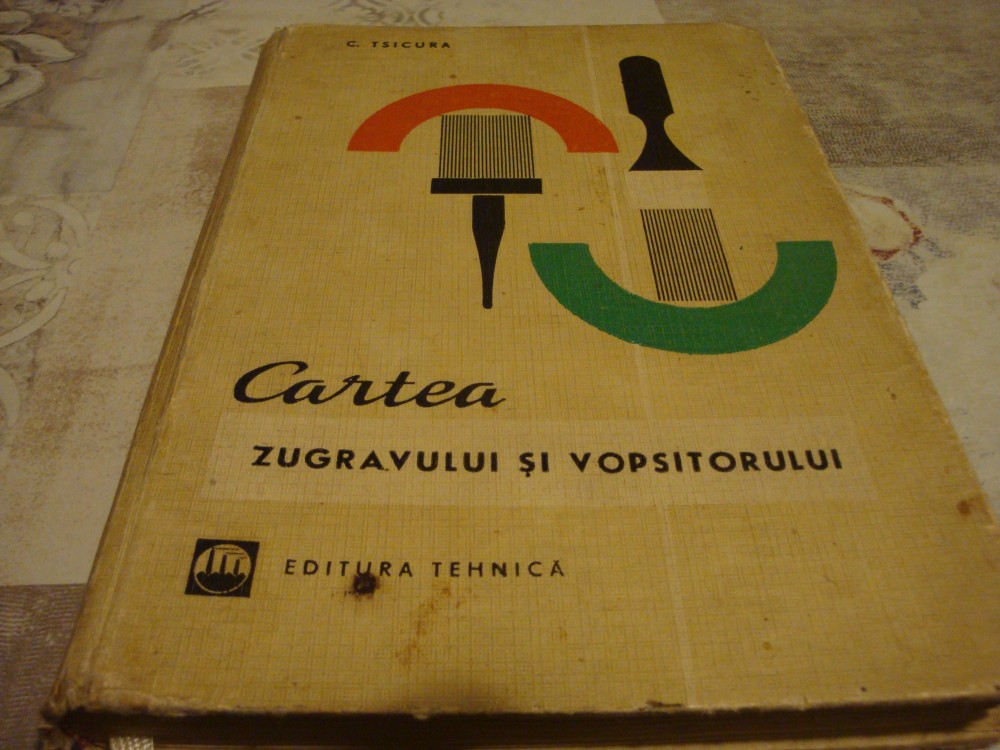 C. TSICURA
Cartea
ZUGRAVULUI ȘI VOPSITORULUI
EDITURA TEHNICĂ